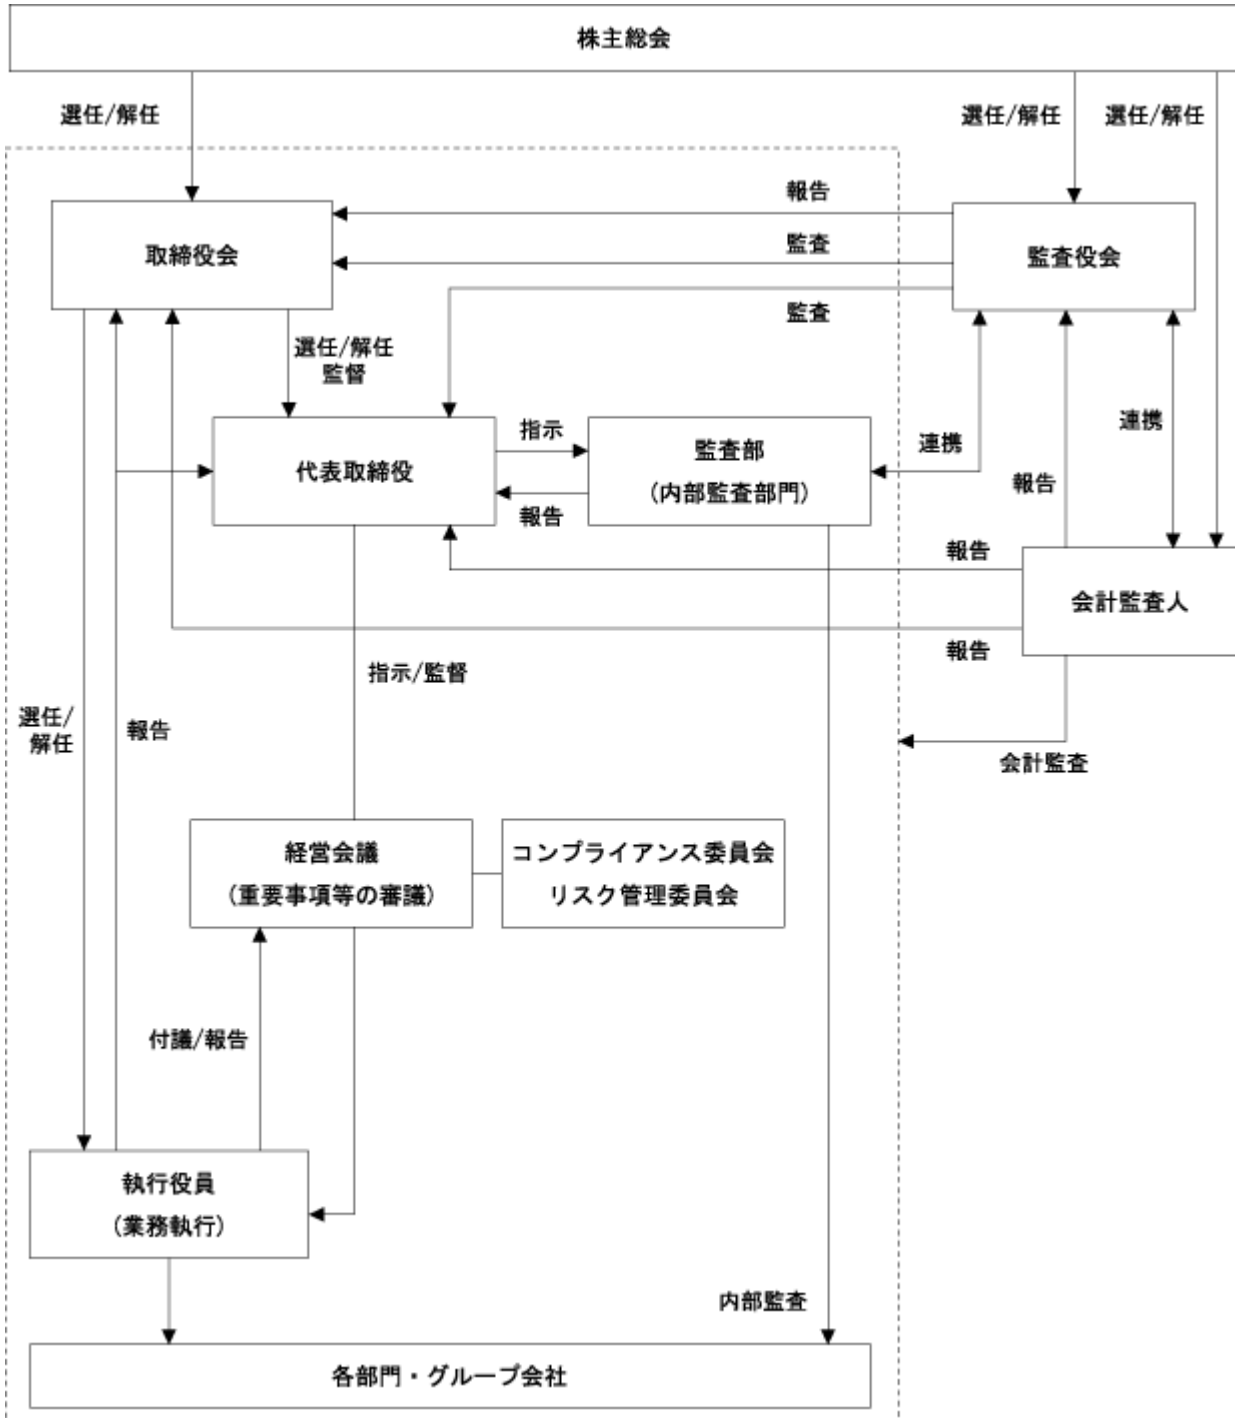 株主総会
選任/解任
選任/解任
選任/解任
報告
取締役会
監査
監査役会
監査
選任/解任
監督
指示
代表取締役
監査部
(内部監査部門)
連携
連携
報告
報告
報告
会計監査人
報告
指示/監督
選任/
解任
報告
会計監査
経営会議
(重要事項等の審議)
コンプライアンス委員会
リスク管理委員会
付議/報告
執行役員
(業務執行)
内部監査
各部門・グループ会社